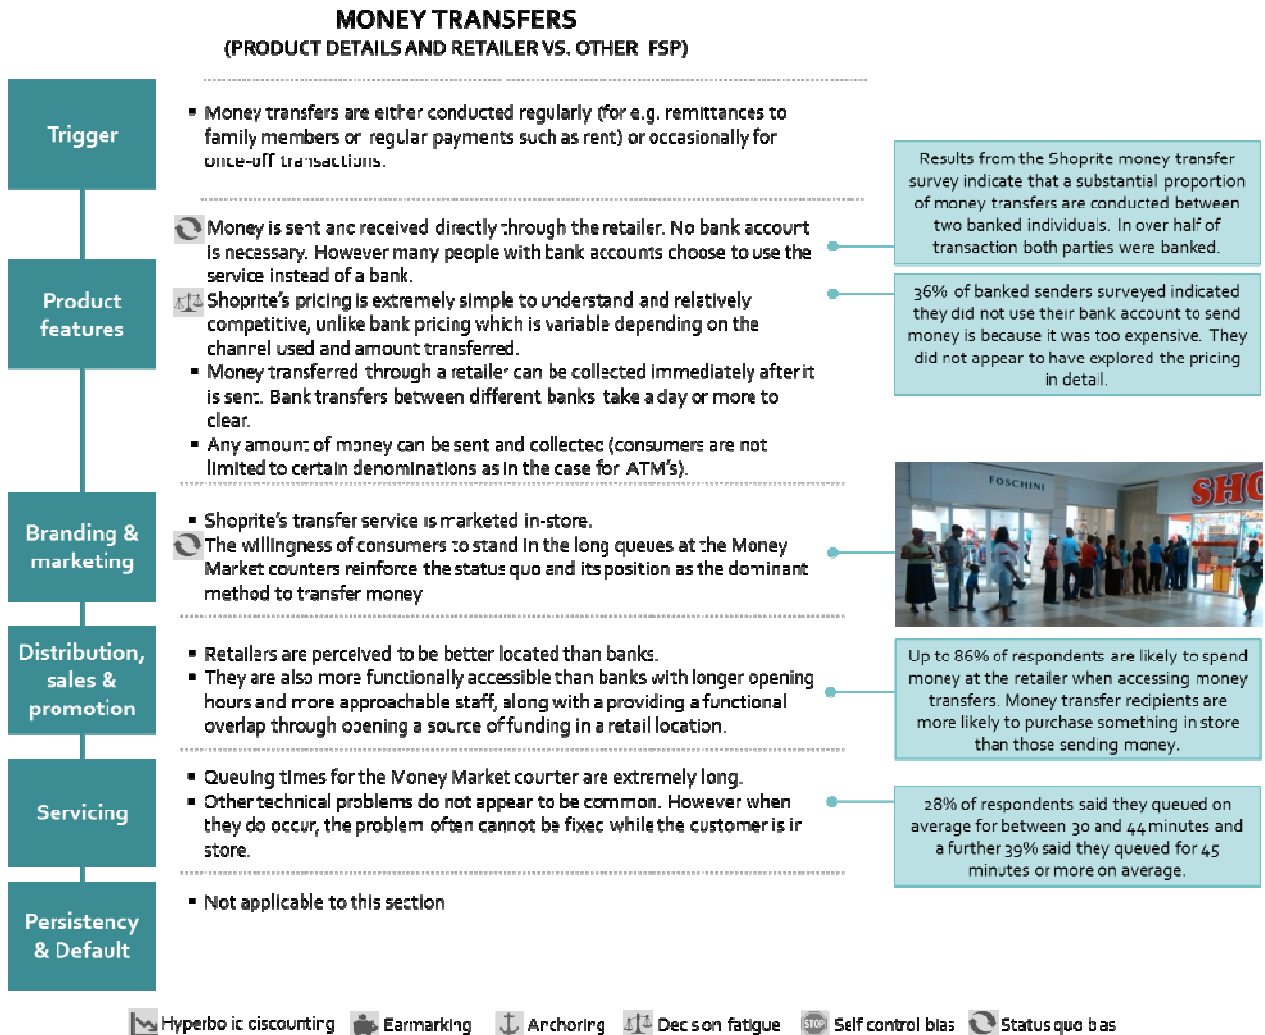 MONEY TRANSFERS
(PRODUCT DETAILS AND RETAILER VS. OTHER FSP)
Trigger
▪ Money transfers are either conducted regularly (for e.g. remittances to
family members or regular payments such as rent) or occasionally for
once-off transactions.
Product
features
Money is sent and received directly through the retailer. No bank account
is necessary. However many people with bank accounts choose to use the
service instead of a bank.
Shoprite's pricing is extremely simple to understand and relatively
competitive, unlike bank pricing which is variable depending on the
channel used and amount transferred.
▪ Money transferred through a retailer can be collected immediately after it
is sent. Bank transfers between different banks take a day or more to
clear.
▪ Any amount of money can be sent and collected (consumers are not
limited to certain denominations as in the case for ATM's).
Results from the Shoprite money transfer
survey indicate that a substantial proportion
of money transfers are conducted between
two banked individuals. In over half of
transaction both parties were banked.
36% of banked senders surveyed indicated
they did not use their bank account to send
money is because it was too expensive. They
did not appear to have explored the pricing
in detail.
Branding &
marketing
▪ Shoprite's transfer service is marketed in-store.
The willingness of consumers to stand in the long queues at the Money
Market counters reinforce the status quo and its position as the dominant
method to transfer money
FOSCHINI
SHO
Distribution,
sales &
promotion
▪ Retailers are perceived to be better located than banks.
▪ They are also more functionally accessible than banks with longer opening
hours and more approachable staff, along with a providing a functional
overlap through opening a source of funding in a retail location.
Up to 86% of respondents are likely to spend
money at the retailer when accessing money
transfers. Money transfer recipients are
more likely to purchase something in store
than those sending money.
Servicing
▪ Queuing times for the Money Market counter are extremely long.
▪ Other technical problems do not appear to be common. However when
they do occur, the problem often cannot be fixed while the customer is in
store.
28% of respondents said they queued on
average for between 30 and 44 minutes and
a further 39% said they queued for 45
minutes or more on average.
Persistency
& Default
▪ Not applicable to this section
Hyperbolic discounting Earmarking Anchoring Decision fatigue STOP Self control bias Status quo bias